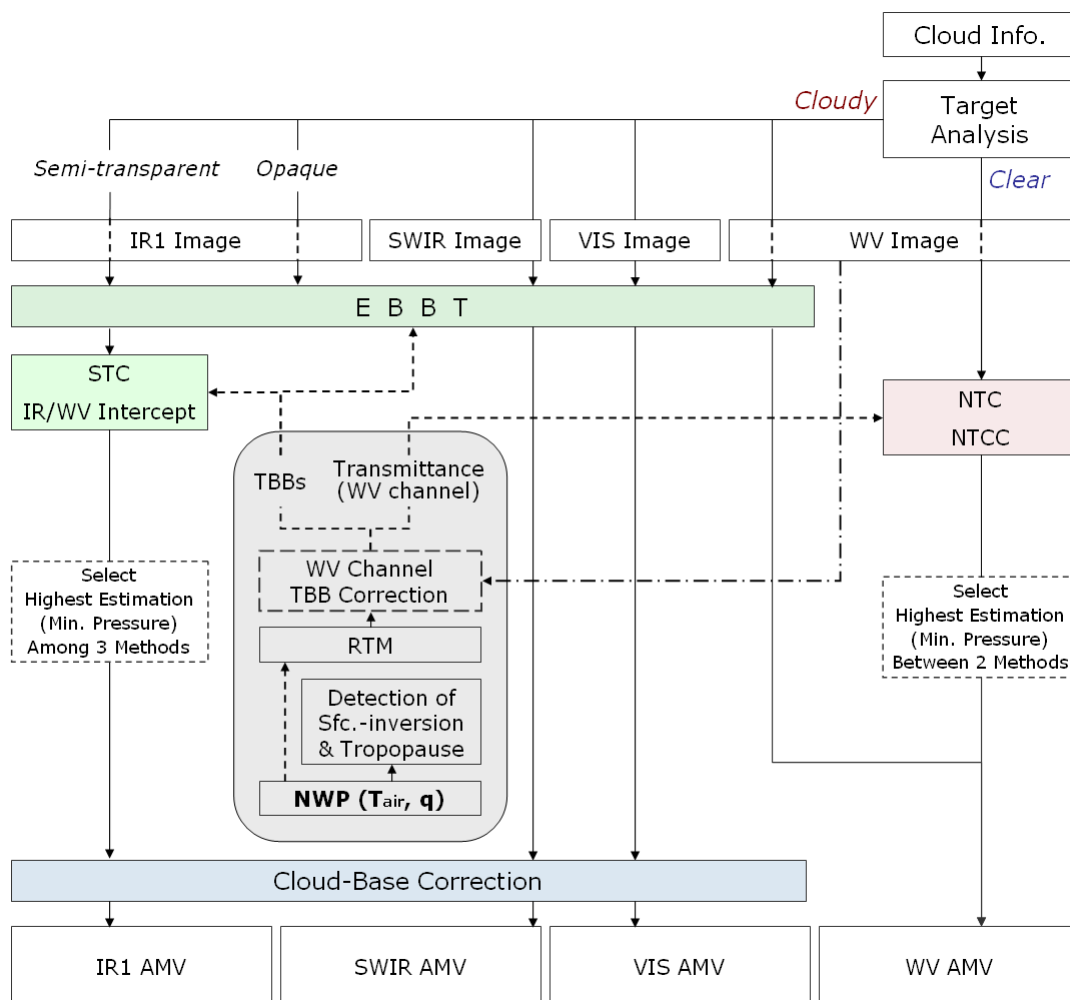 Cloud Info.
Cloudy
Target
Analysis
Semi-transparent
Opaque
Clear
IR1 Image
SWIR Image
VIS Image
WV Image
E B B T
STC
IR/WV Intercept
NTC
NTCC
TBBs
Transmittance
(WV channel)
WV Channel
TBB Correction
Select
Highest Estimation
(Min. Pressure)
Among 3 Methods
Select
Highest Estimation
(Min. Pressure)
Between 2 Methods
RTM
Detection of
Sfc.-inversion
& Tropopause
NWP (Tair, q)
Cloud-Base Correction
IR1 AMV
SWIR AMV
VIS AMV
WV AMV